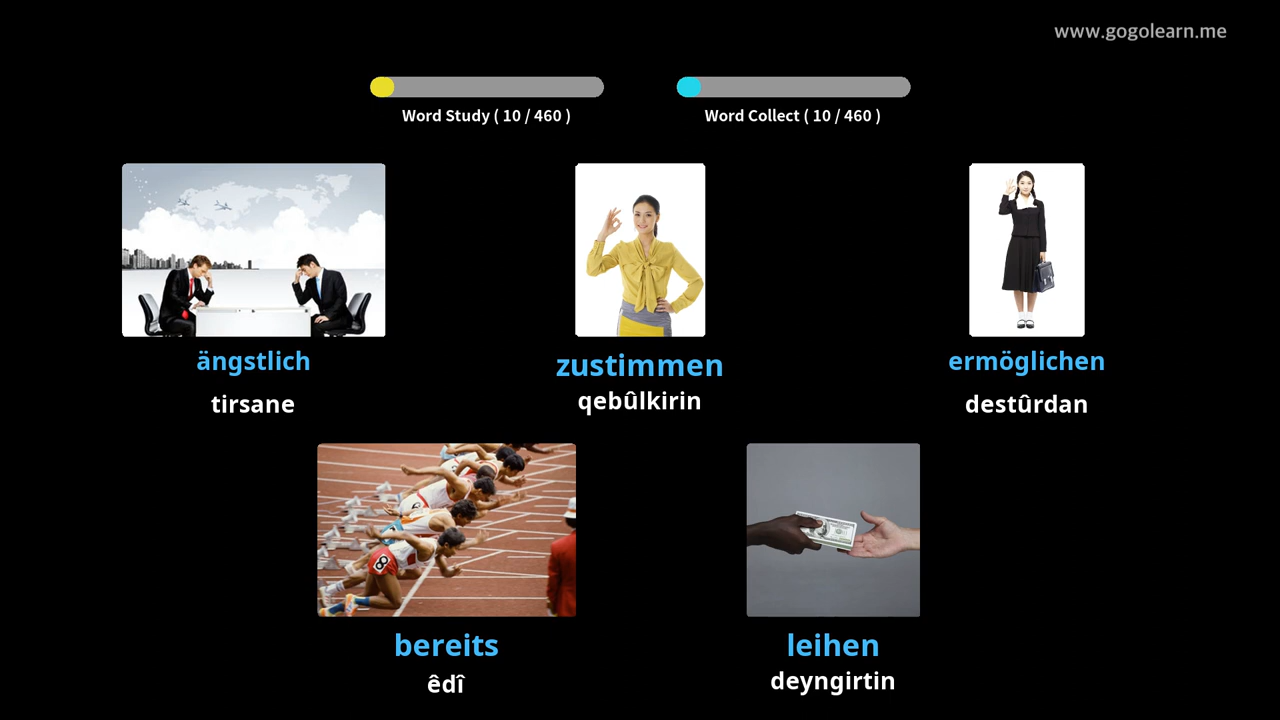 www.gogolearn.me
Word Study ( 10 / 460 )
Word Collect ( 10 / 460 )
ängstlich
tirsane
zustimmen
qebûlkirin
ermöglichen
destûrdan
8
bereits
êdî
leihen
deyngirtin